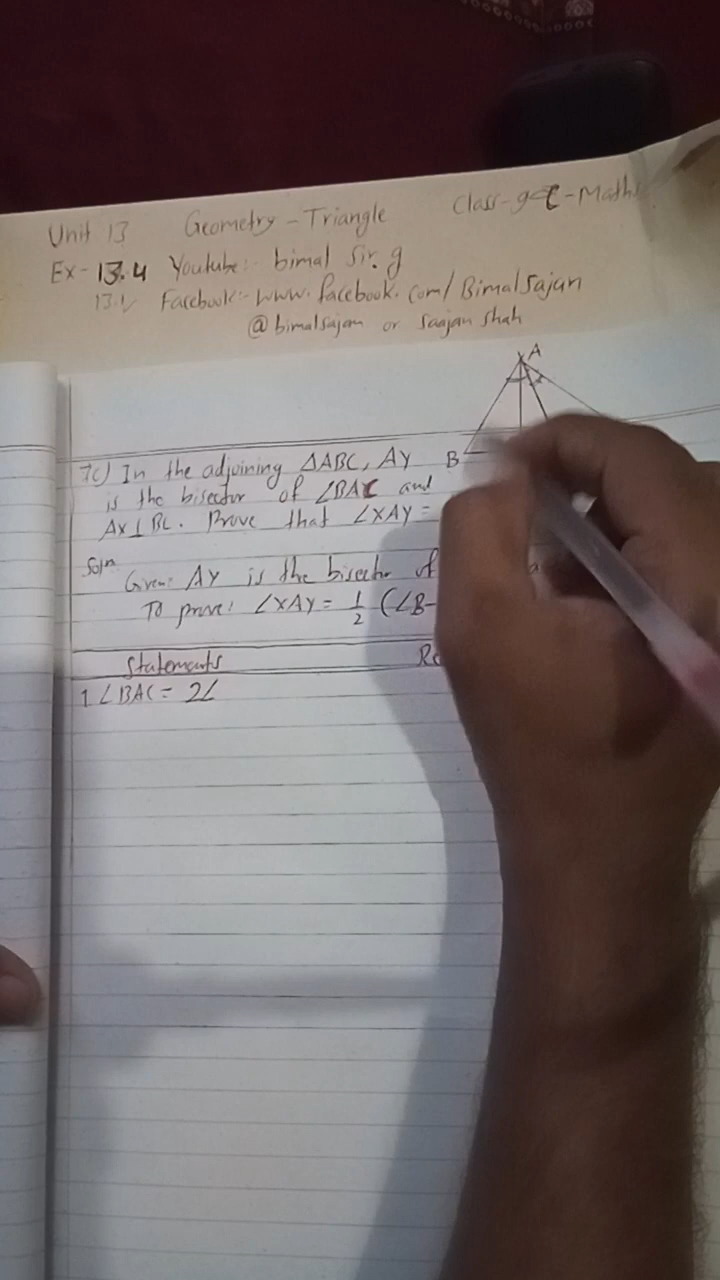 Unit 13 Geometry - Triangle Class-9 - Maths
Ex- 13.4 Youtube:- bimal sir. g
13.1 Facebook:- www.facebook.com/Bimalsajan
@bimalsajan or saajan shah
A
B
7c) In the adjoining ΔABC, AY
is the bisector of ∠BAC and
AX⊥BC. Prove that ∠XAY =
Soln
Given: AY is the bisector of
To prove: ∠XAY = 1/2 (∠B-
Statements
1. ∠BAC = 2∠